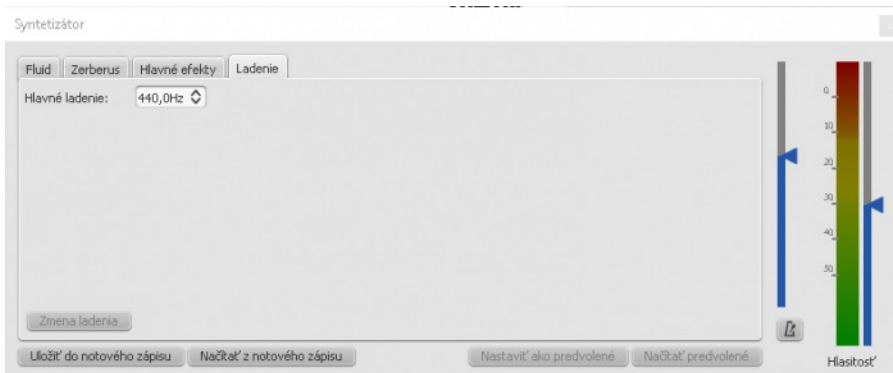 Syntetizátor
Fluid Zerberus Hlavné efekty Ladenie
Hlavné ladenie: 440,0Hz
Zmena ladenia
Uložiť do notového zápisu Načítať z notového zápisu Nastaviť ako predvolené Načítať predvolené
0
10
20
30
40
50
Hlasitosť